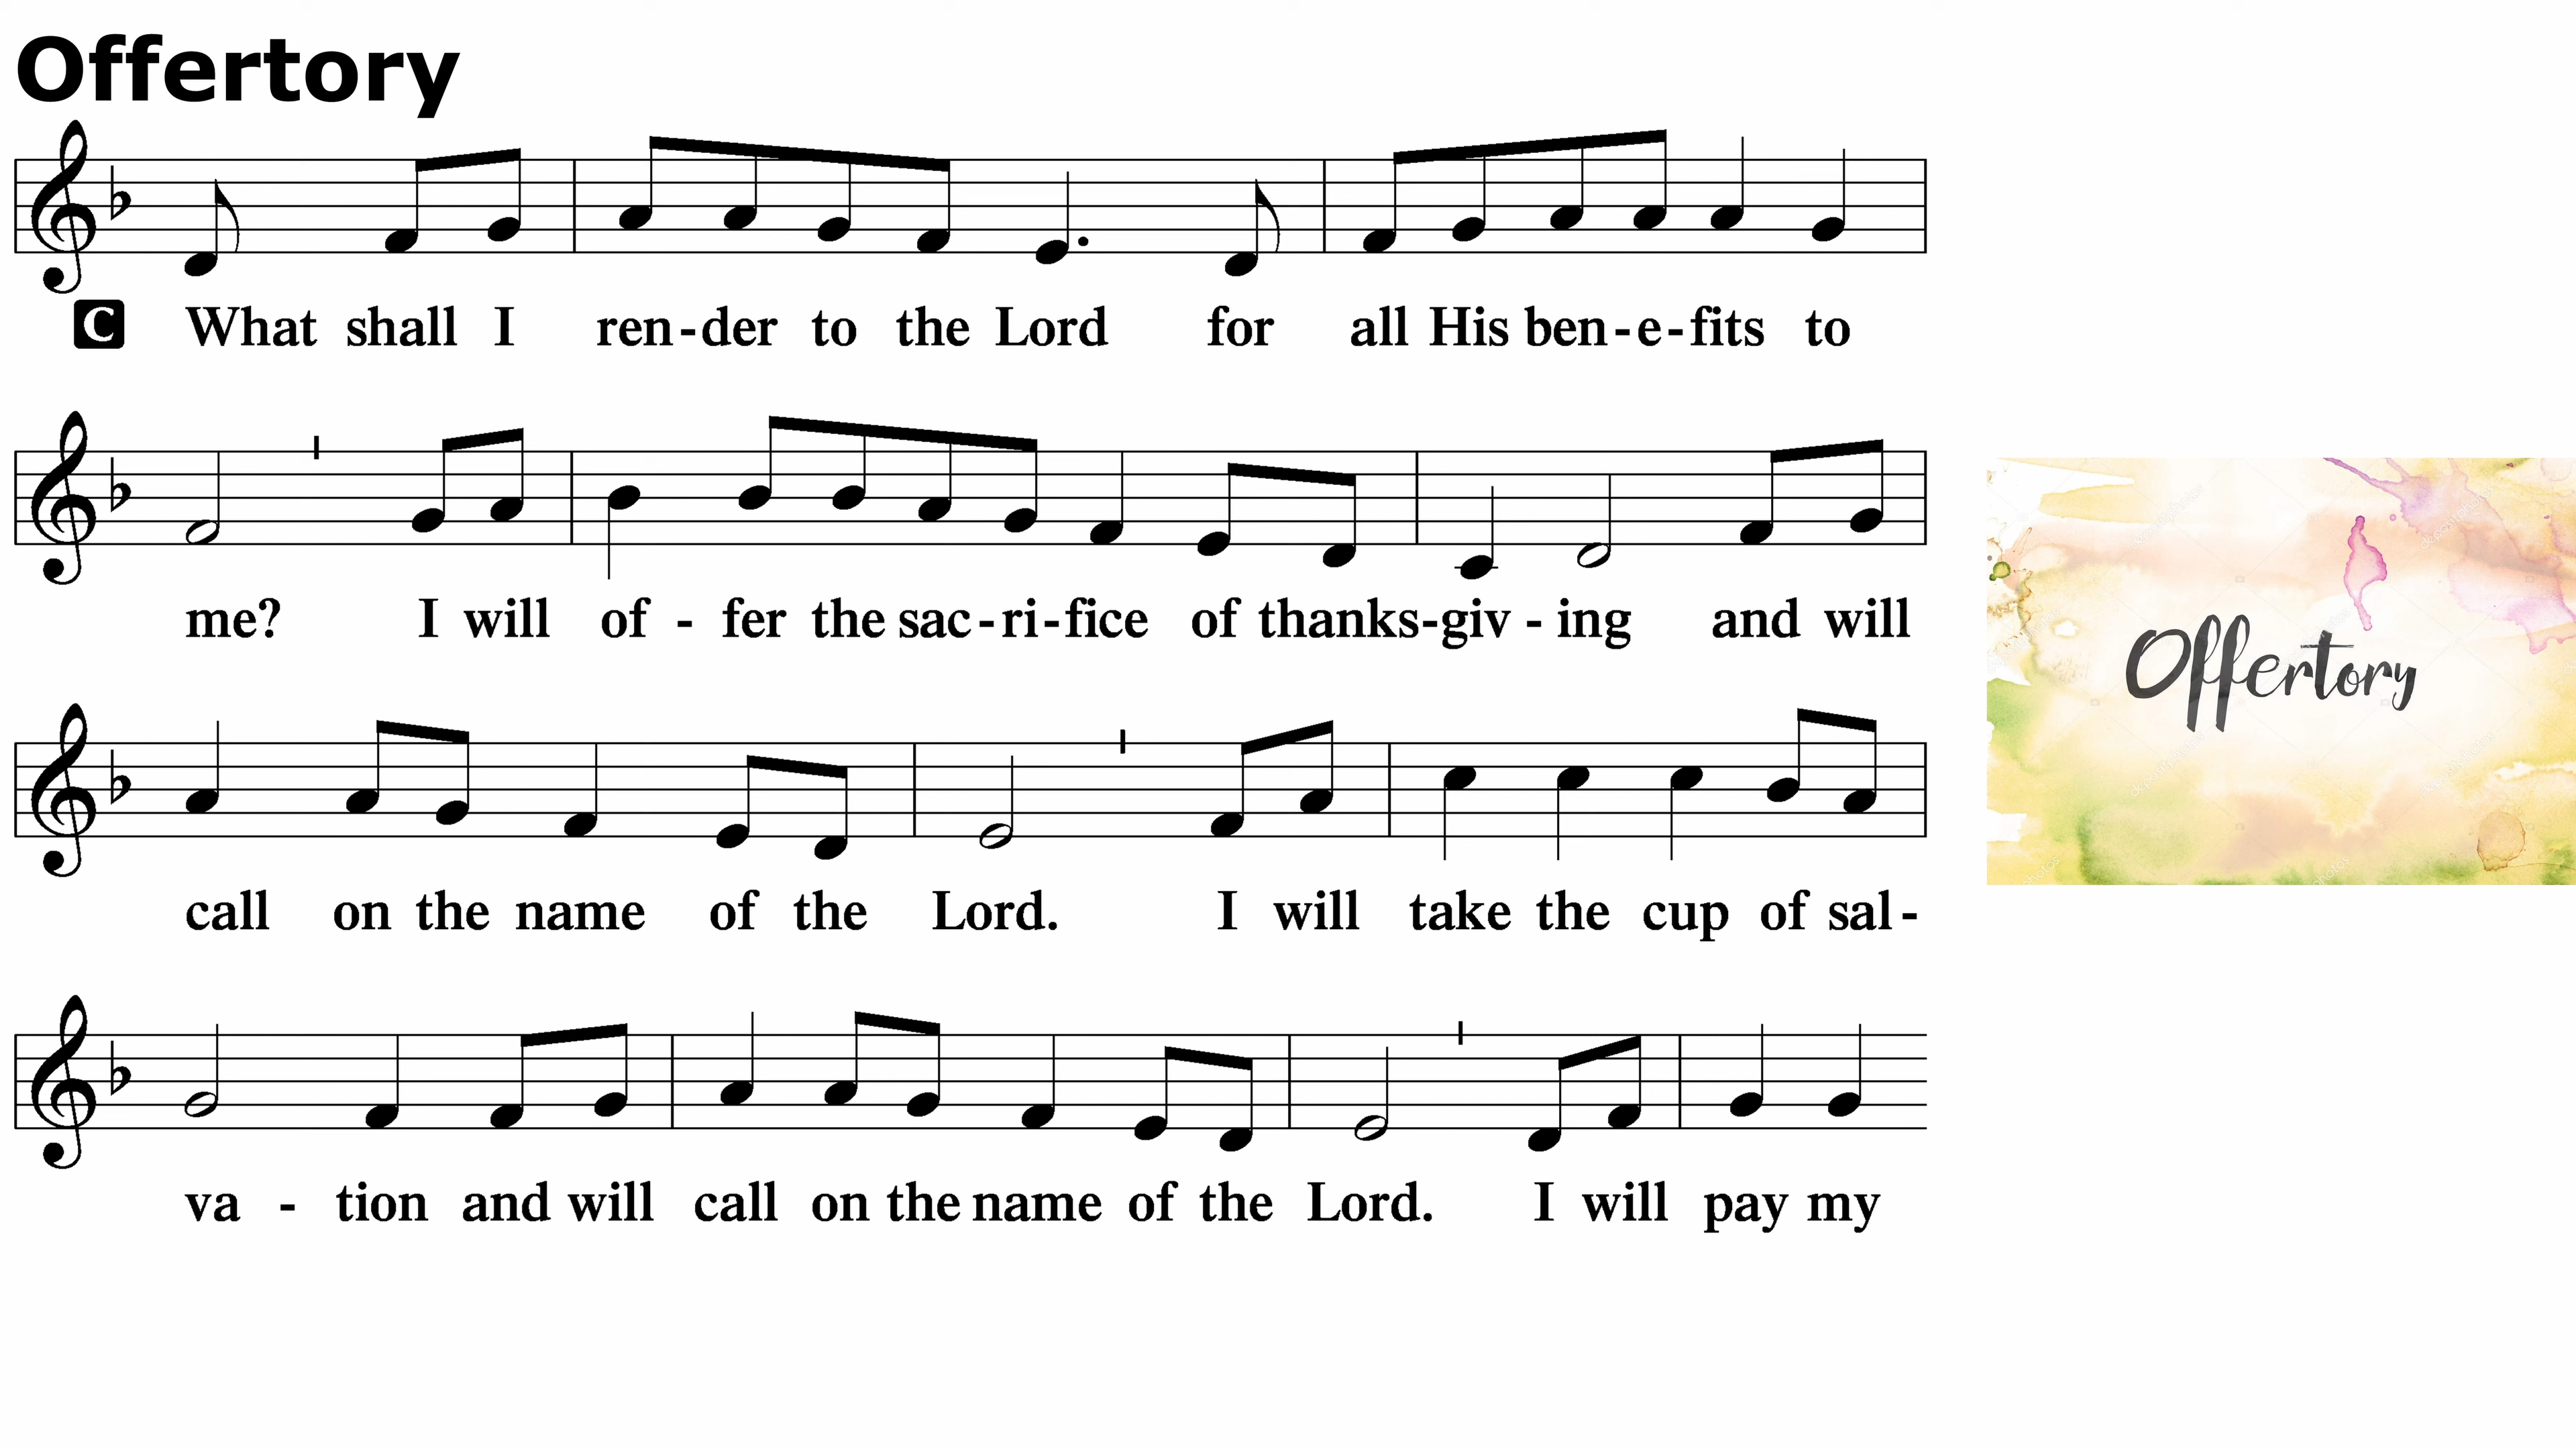 Offertory
C What shall I ren-der to the Lord for all His ben-e-fits to
me? I will of - fer the sac-ri-fice of thanks-giv - ing and will
call on the name of the Lord. I will take the cup of sal-
Offertory
va - tion and will call on the name of the Lord. I will pay my